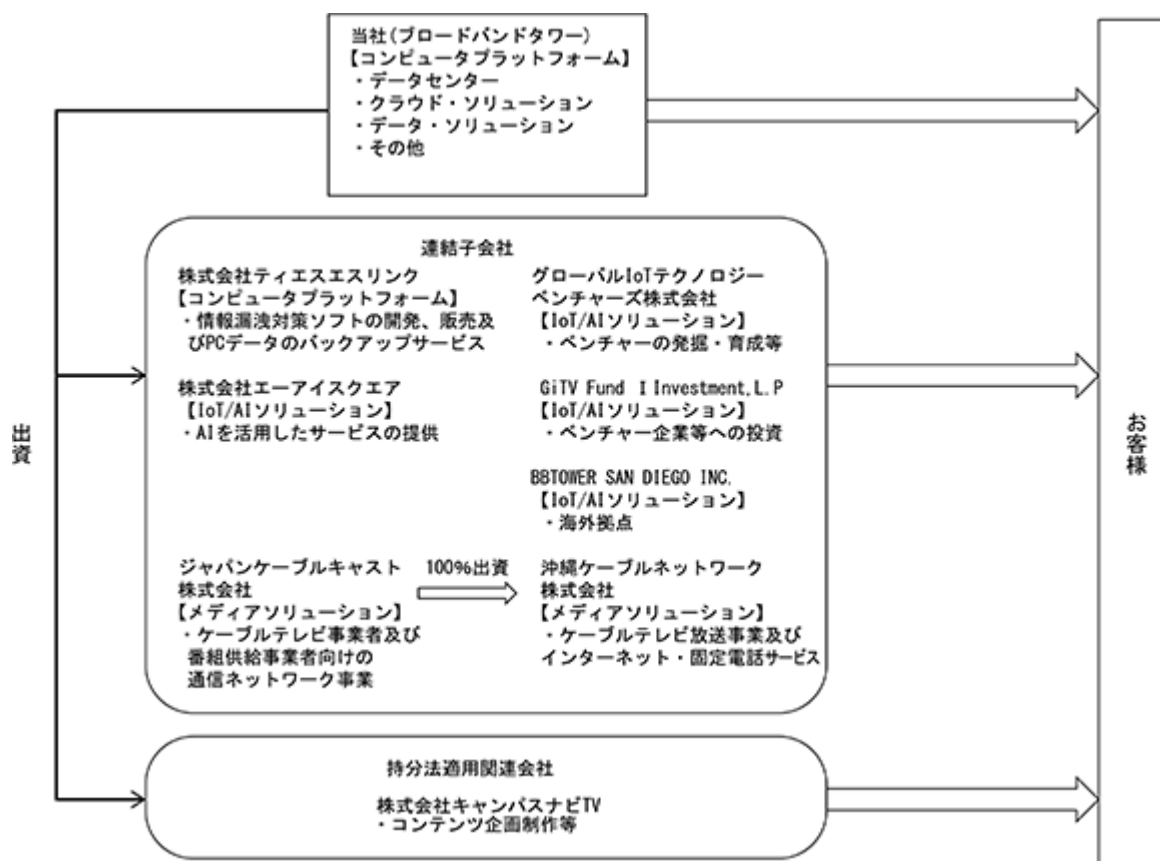 当社(ブロードバンドタワー)
【コンピュータプラットフォーム】
・データセンター
・クラウド・ソリューション
・データ・ソリューション
・その他
出資
連結子会社
株式会社ティエスエスリンク
【コンピュータプラットフォーム】
・情報漏洩対策ソフトの開発、販売及
びPCデータのバックアップサービス
グローバルIoTテクノロジー
ベンチャーズ株式会社
【IoT/AIソリューション】
・ベンチャーの発掘・育成等
株式会社エーアイスクエア
【IoT/AIソリューション】
・AIを活用したサービスの提供
GiTV Fund Ⅰ Investment,L.P
【IoT/AIソリューション】
・ベンチャー企業等への投資
BBTOWER SAN DIEGO INC.
【IoT/AIソリューション】
・海外拠点
ジャパンケーブルキャスト
株式会社
【メディアソリューション】
・ケーブルテレビ事業者及び
番組供給事業者向けの
通信ネットワーク事業
100%出資
沖縄ケーブルネットワーク
株式会社
【メディアソリューション】
・ケーブルテレビ放送事業及び
インターネット・固定電話サービス
持分法適用関連会社
株式会社キャンパスナビTV
・コンテンツ企画制作等
お客様